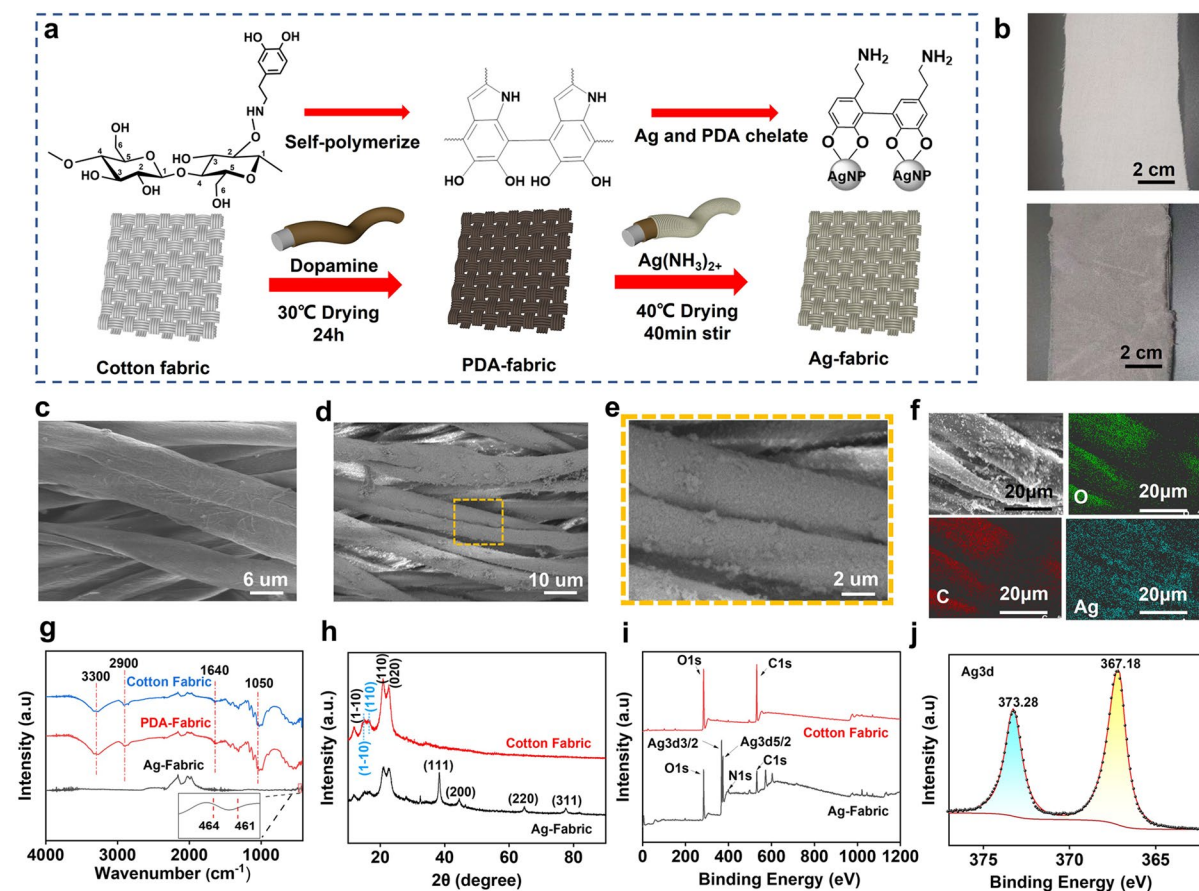 a
HO OH
HN
OH
O
6
4
5
O
O
1
HO
3
2
OH
O
HO
3
2
O
1
4
5
O
6
OH
Self-polymerize
NH NH
HO OH HO OH
Ag and PDA chelate
NH2 NH2
O O O O
AgNP AgNP
Dopamine
30℃ Drying
24h
Ag(NH3)2+
40℃ Drying
40min stir
Cotton fabric
PDA-fabric
Ag-fabric
b
2 cm
2 cm
c
6 um
d
10 um
e
2 um
f
20μm
O 20μm
C 20μm
Ag 20μm
g
3300 2900 1640 1050
Cotton Fabric
PDA-Fabric
Ag-Fabric
464 461
Intensity (a.u)
4000 3000 2000 1000
Wavenumber (cm-1)
h
(1-10) (110) (110) (020)
(1-10)
Cotton Fabric
(111)
(200)
(220) (311)
Ag-Fabric
Intensity (a.u)
20 40 60 80
2θ (degree)
i
O1s C1s
Cotton Fabric
Ag3d3/2 Ag3d5/2
O1s N1s C1s
Ag-Fabric
Intensity (a.u)
0 200 400 600 800 1000 1200
Binding Energy (eV)
j
Ag3d
373.28
367.18
Intensity (a.u)
375 370 365
Binding Energy (eV)